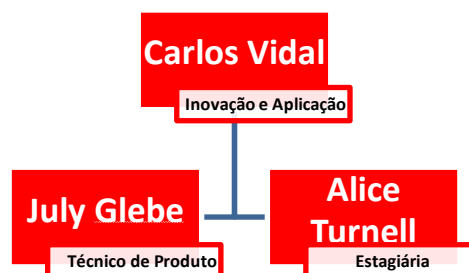 Carlos Vidal
Inovação e Aplicação
July Glebe
Técnico de Produto
Alice
Turnell
Estagiária